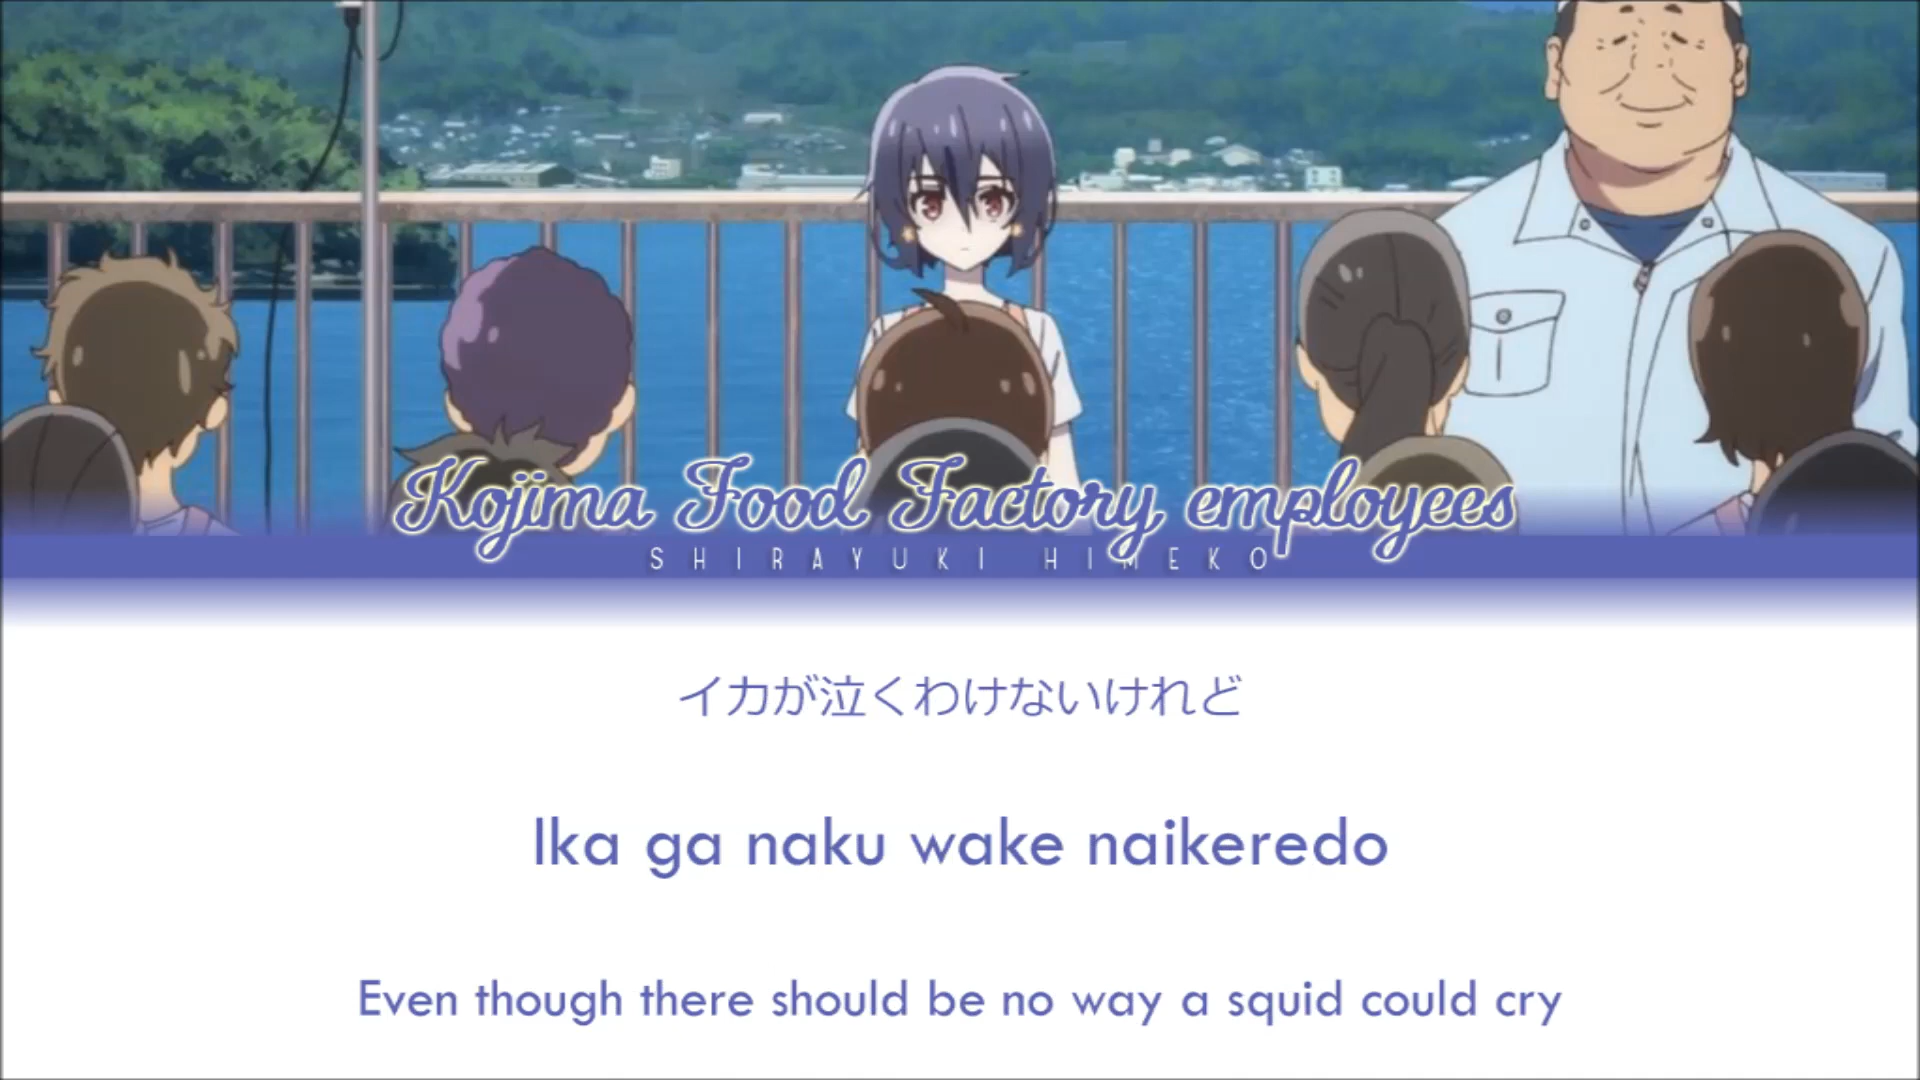 Kojima Food Factory employees
SHIRAYUKI HIMEKO
イカが泣くわけないけれど
Ika ga naku wake naikeredo
Even though there should be no way a squid could cry